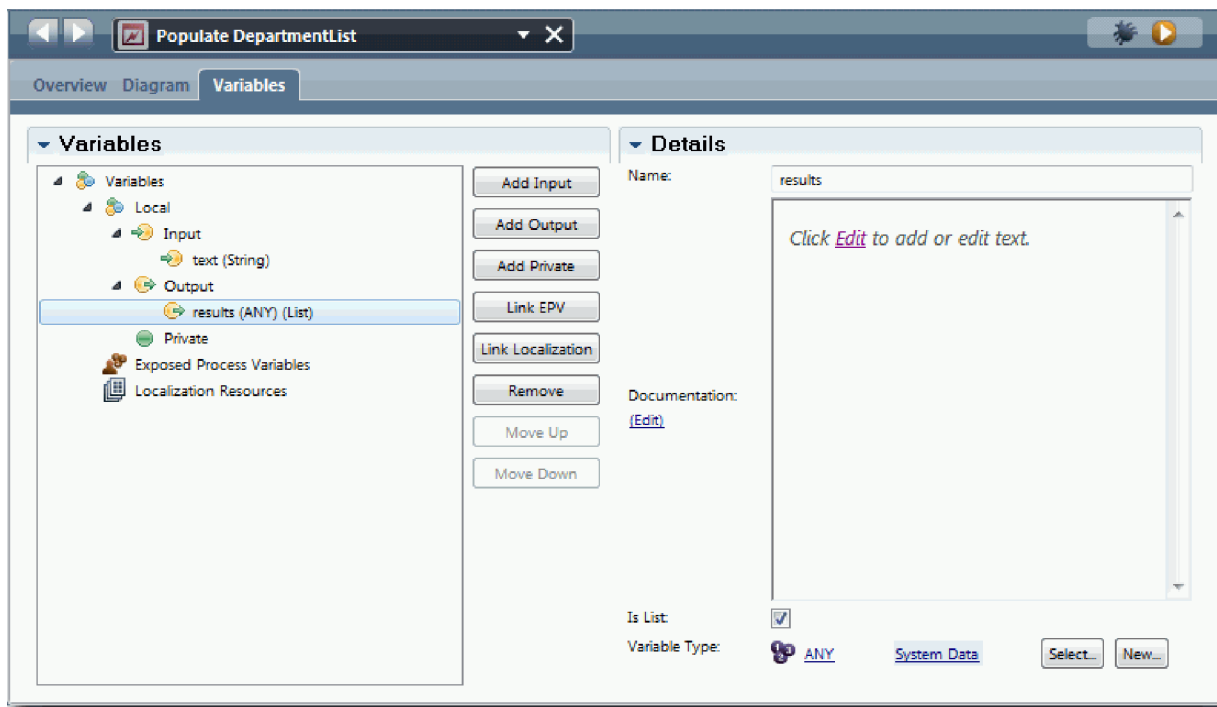 Populate DepartmentList
Overview Diagram Variables
Variables
Variables
Local
Input
text (String)
Output
results (ANY) (List)
Private
Exposed Process Variables
Localization Resources
Add Input
Add Output
Add Private
Link EPV
Link Localization
Remove
Move Up
Move Down
Details
Name: results
Click Edit to add or edit text.
Documentation:
(Edit)
Is List:
Variable Type: ANY System Data Select... New...